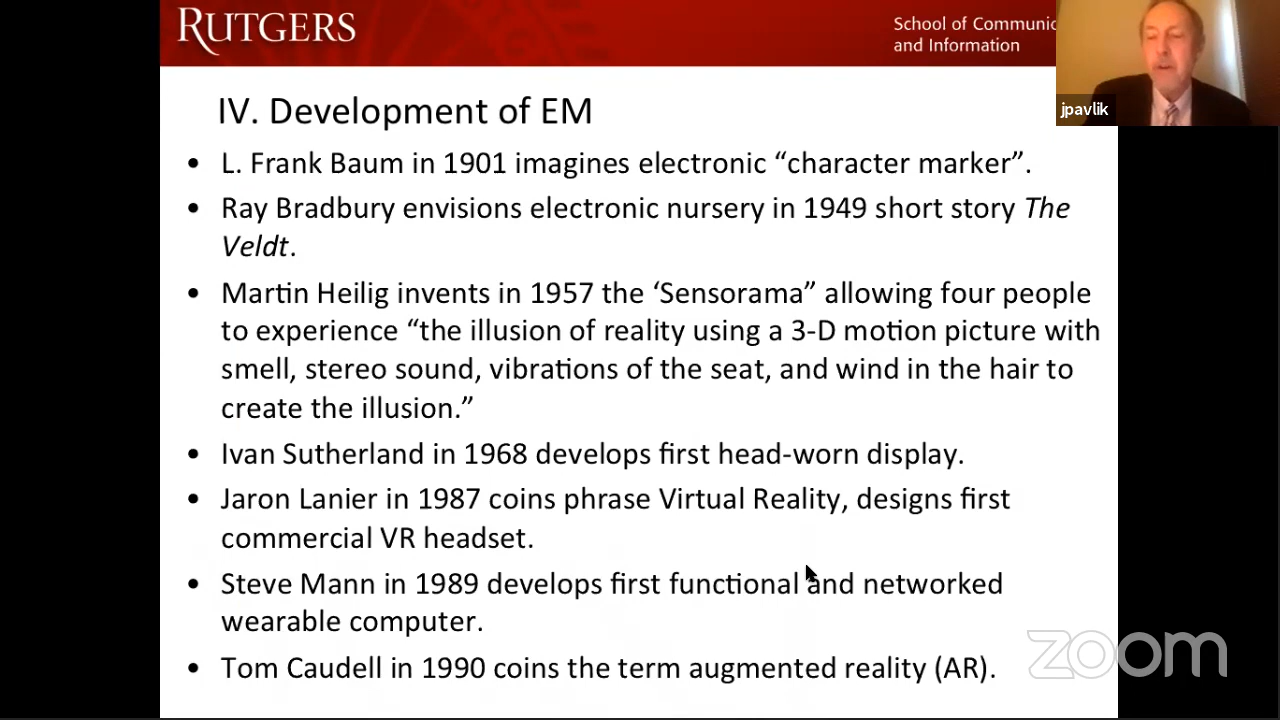 RUTGERS
School of Communic
and Information
jpavlik
IV. Development of EM
• L. Frank Baum in 1901 imagines electronic “character marker”.
• Ray Bradbury envisions electronic nursery in 1949 short story The
Veldt.
• Martin Heilig invents in 1957 the ‘Sensorama” allowing four people
to experience “the illusion of reality using a 3-D motion picture with
smell, stereo sound, vibrations of the seat, and wind in the hair to
create the illusion.”
• Ivan Sutherland in 1968 develops first head-worn display.
• Jaron Lanier in 1987 coins phrase Virtual Reality, designs first
commercial VR headset.
• Steve Mann in 1989 develops first functional and networked
wearable computer.
• Tom Caudell in 1990 coins the term augmented reality (AR).
zoom